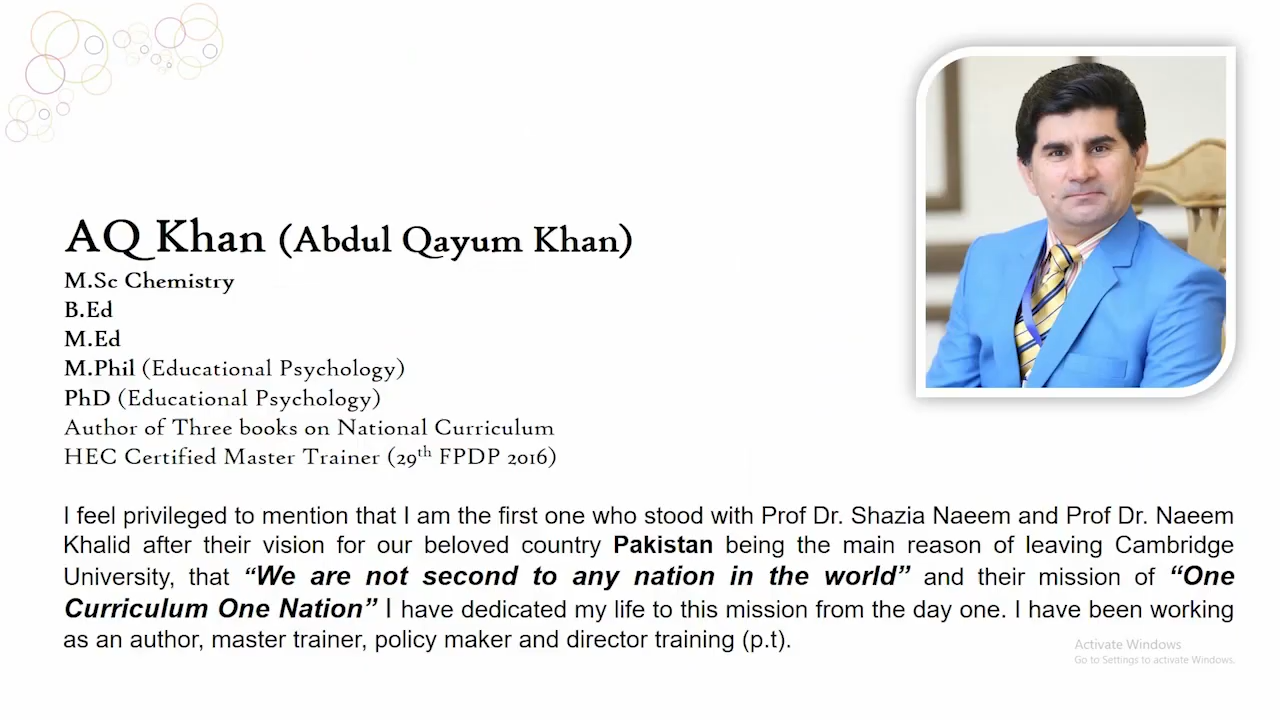 AQ Khan (Abdul Qayum Khan)
M.Sc Chemistry
B.Ed
M.Ed
M.Phil (Educational Psychology)
PhD (Educational Psychology)
Author of Three books on National Curriculum
HEC Certified Master Trainer (29th FPDP 2016)
I feel privileged to mention that I am the first one who stood with Prof Dr. Shazia Naeem and Prof Dr. Naeem
Khalid after their vision for our beloved country Pakistan being the main reason of leaving Cambridge
University, that “We are not second to any nation in the world” and their mission of “One
Curriculum One Nation” I have dedicated my life to this mission from the day one. I have been working
as an author, master trainer, policy maker and director training (p.t).
Activate Windows
Go to Settings to activate Windows.